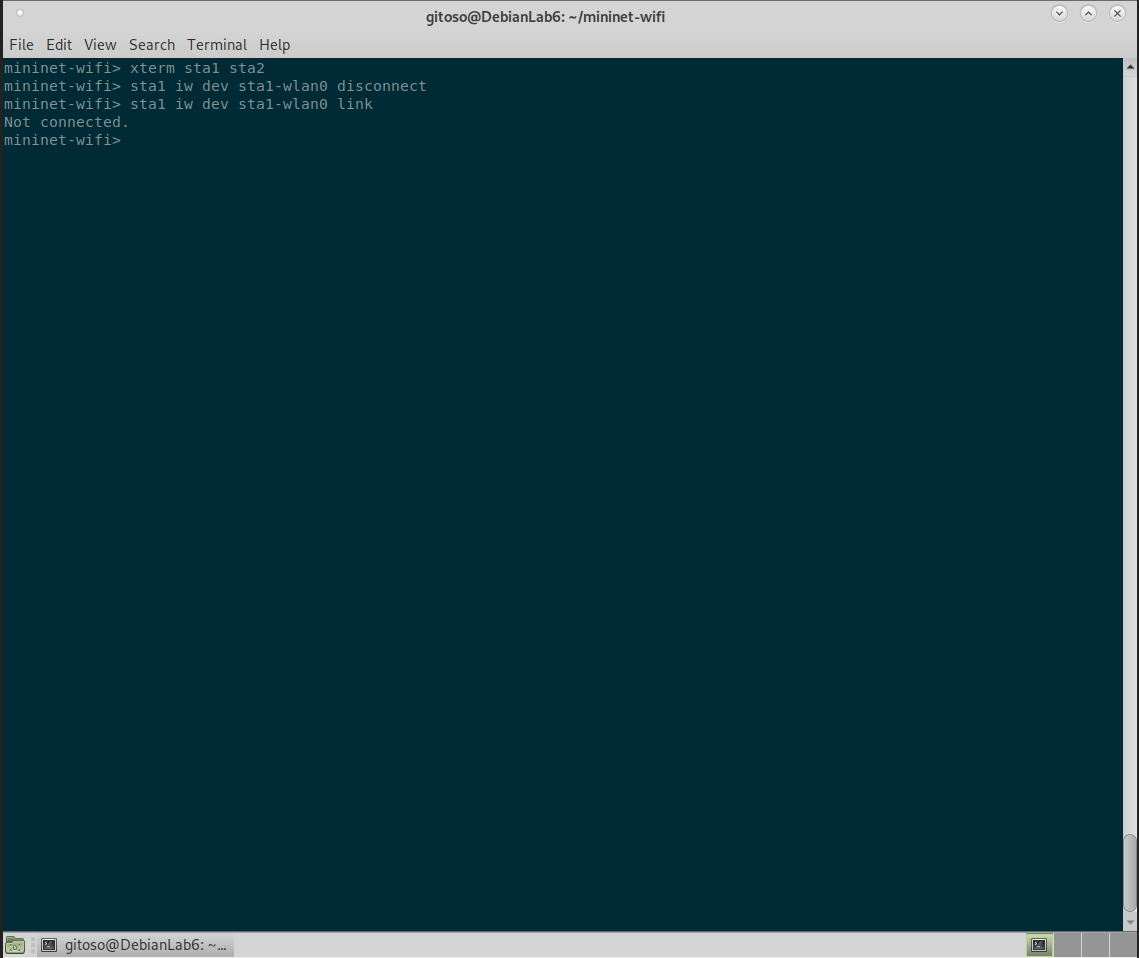 gitoso@DebianLab6: ~/mininet-wifi
File Edit View Search Terminal Help
mininet-wifi> xterm sta1 sta2
mininet-wifi> sta1 iw dev sta1-wlan0 disconnect
mininet-wifi> sta1 iw dev sta1-wlan0 link
Not connected.
mininet-wifi>
gitoso@DebianLab6: ~...